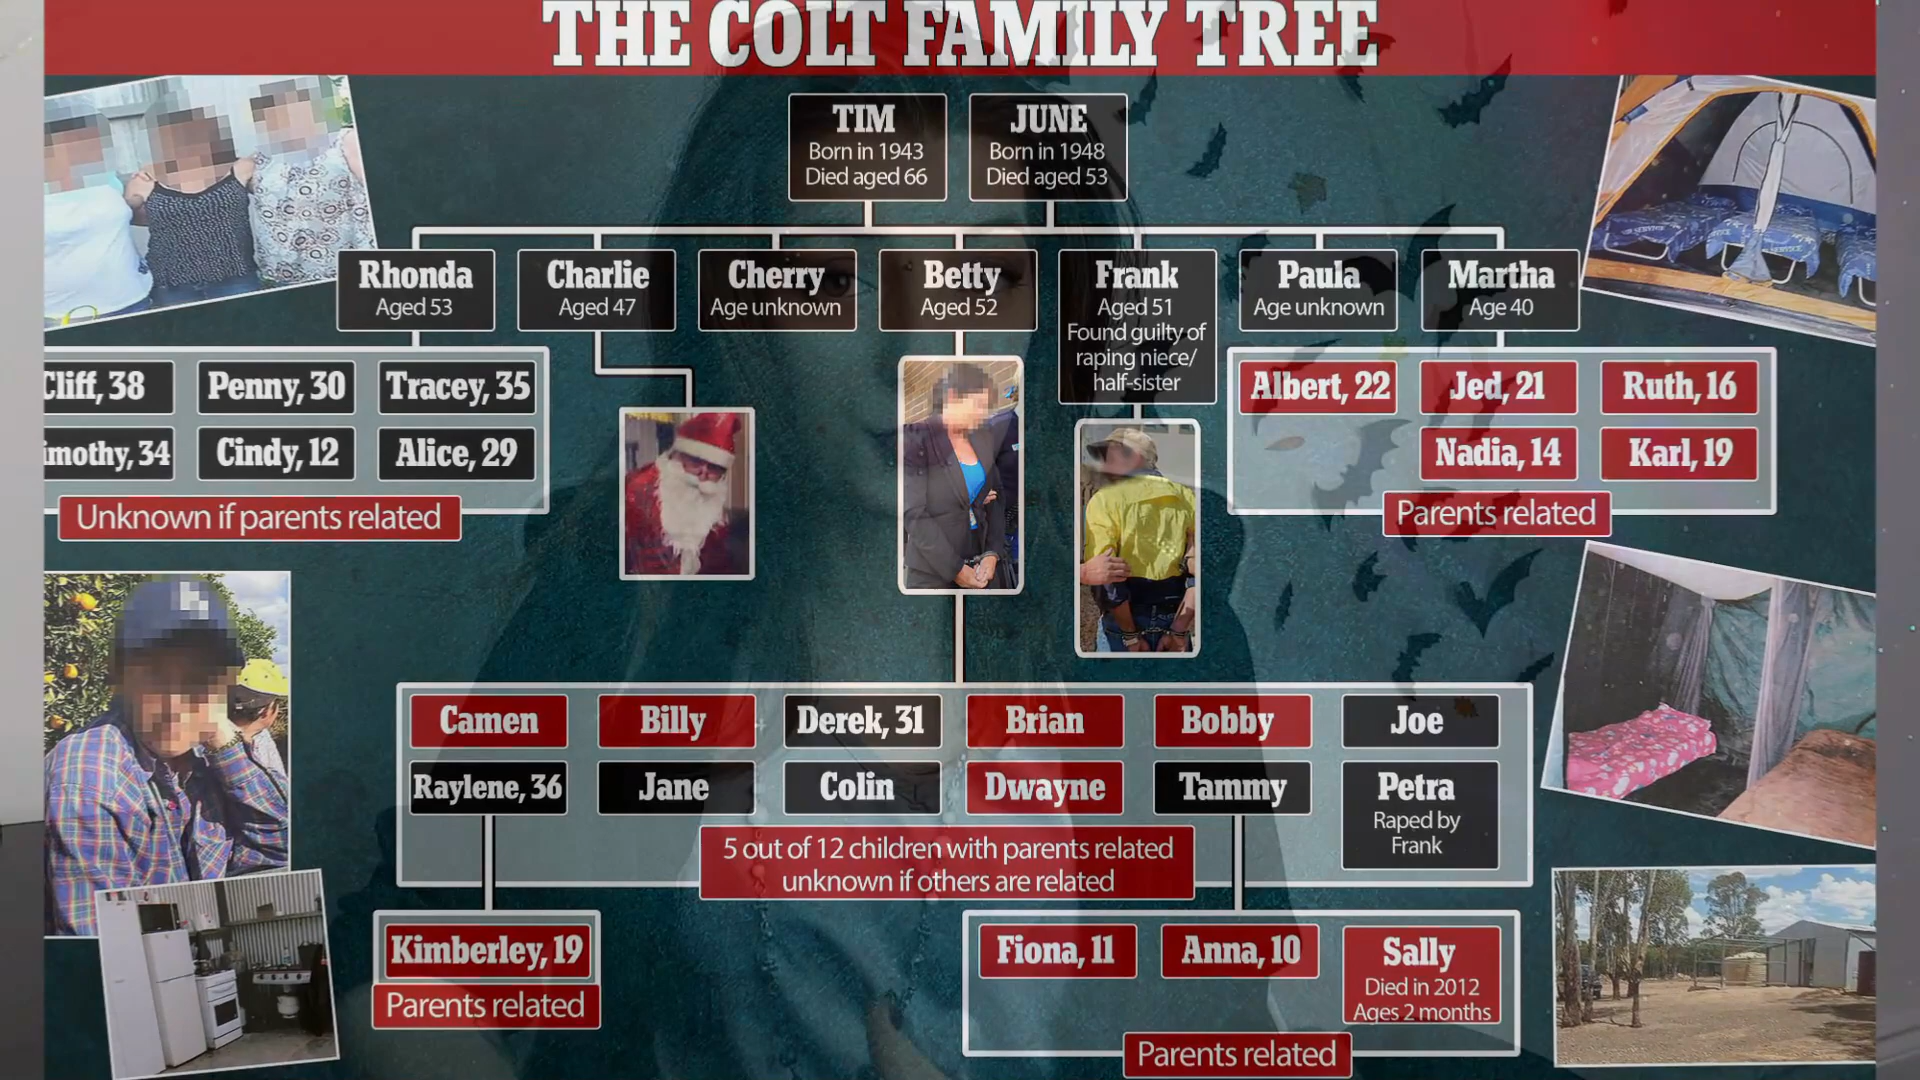 THE COLT FAMILY TREE
TIM
Born in 1943
Died aged 66
JUNE
Born in 1948
Died aged 53
Rhonda
Aged 53
Charlie
Aged 47
Cherry
Age unknown
Betty
Aged 52
Frank
Aged 51
Found guilty of
raping niece/
half-sister
Paula
Age unknown
Martha
Age 40
Cliff, 38
Penny, 30
Tracey, 35
imothy, 34
Cindy, 12
Alice, 29
Unknown if parents related
Albert, 22
Jed, 21
Ruth, 16
Nadia, 14
Karl, 19
Parents related
Camen
Billy
Derek, 31
Brian
Bobby
Joe
Raylene, 36
Jane
Colin
Dwayne
Tammy
Petra
Raped by
Frank
5 out of 12 children with parents related
unknown if others are related
Kimberley, 19
Parents related
Fiona, 11
Anna, 10
Sally
Died in 2012
Ages 2 months
Parents related